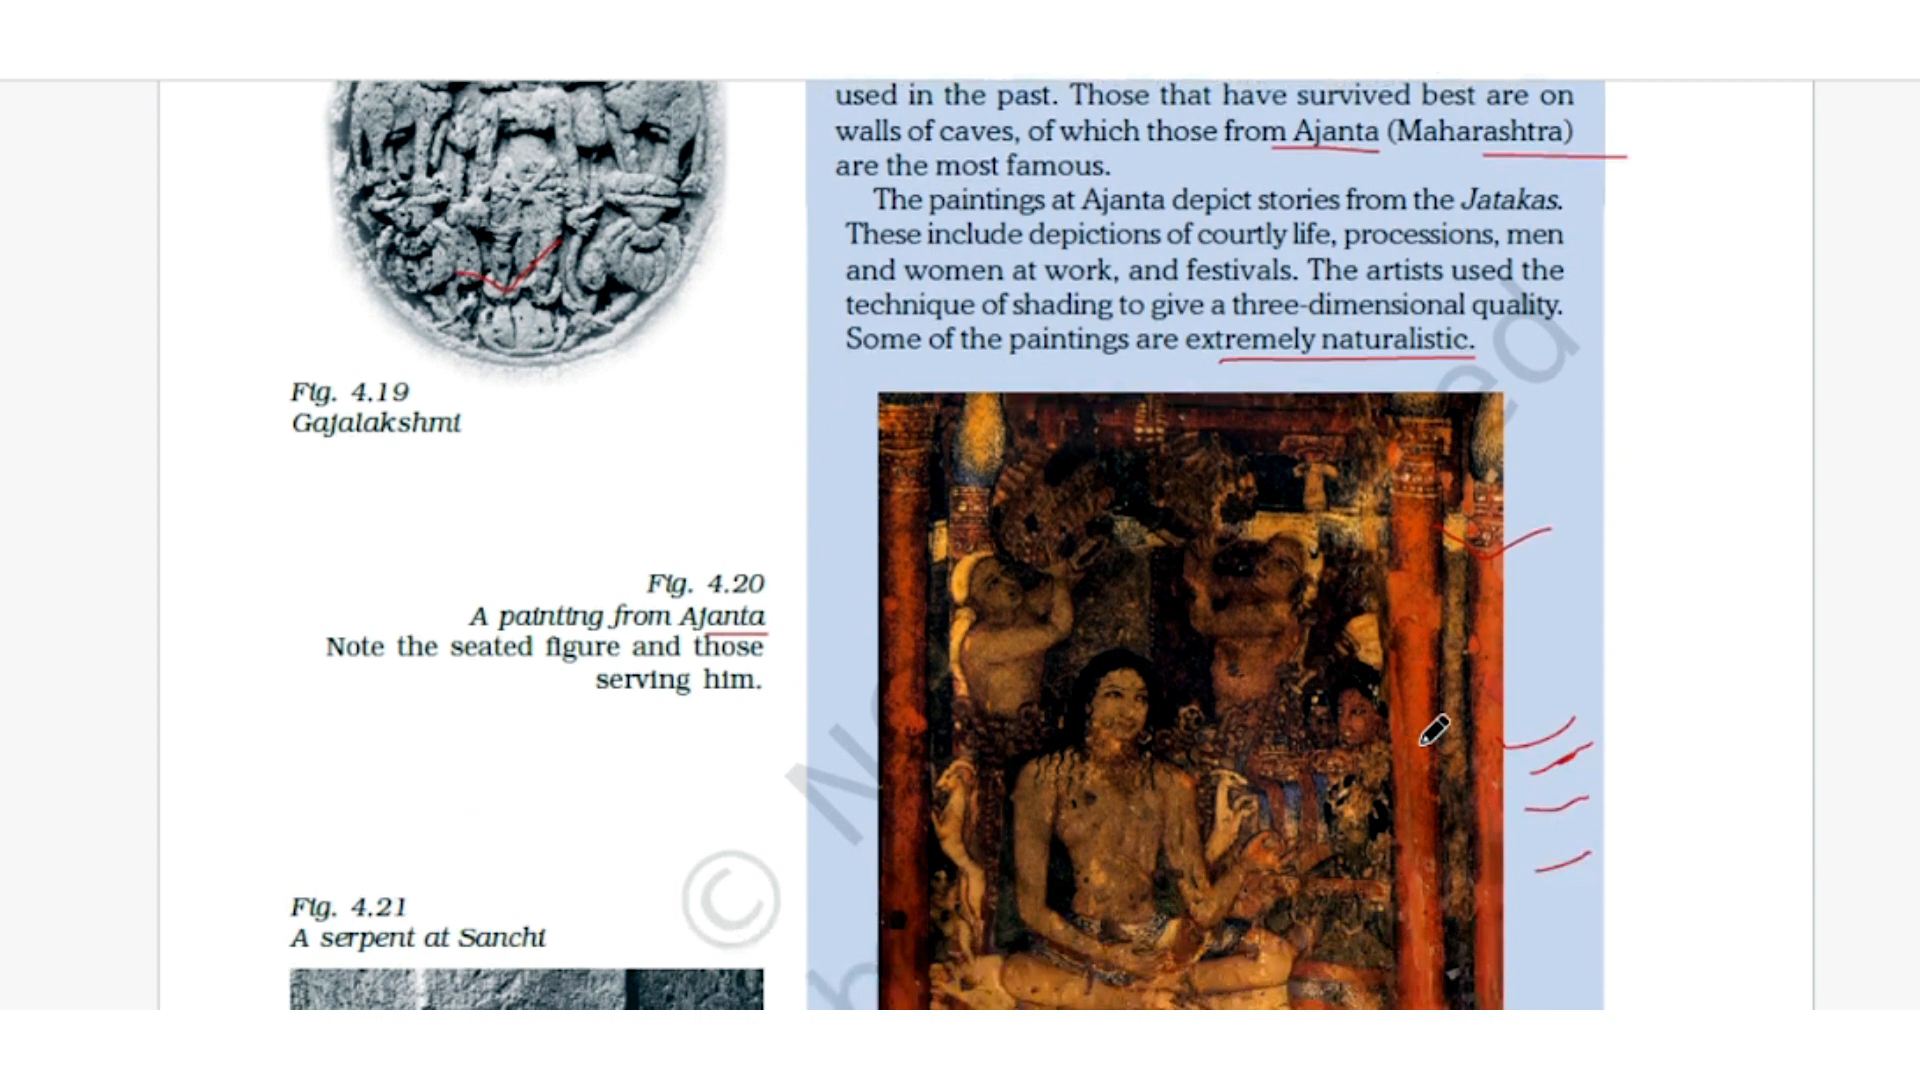 used in the past. Those that have survived best are on
walls of caves, of which those from Ajanta (Maharashtra)
are the most famous.
The paintings at Ajanta depict stories from the Jatakas.
These include depictions of courtly life, processions, men
and women at work, and festivals. The artists used the
technique of shading to give a three-dimensional quality.
Some of the paintings are extremely naturalistic.
Fig. 4.19
Gajalakshmi
Fig. 4.20
A painting from Ajanta
Note the seated figure and those
serving him.
Fig. 4.21
A serpent at Sanchi
©